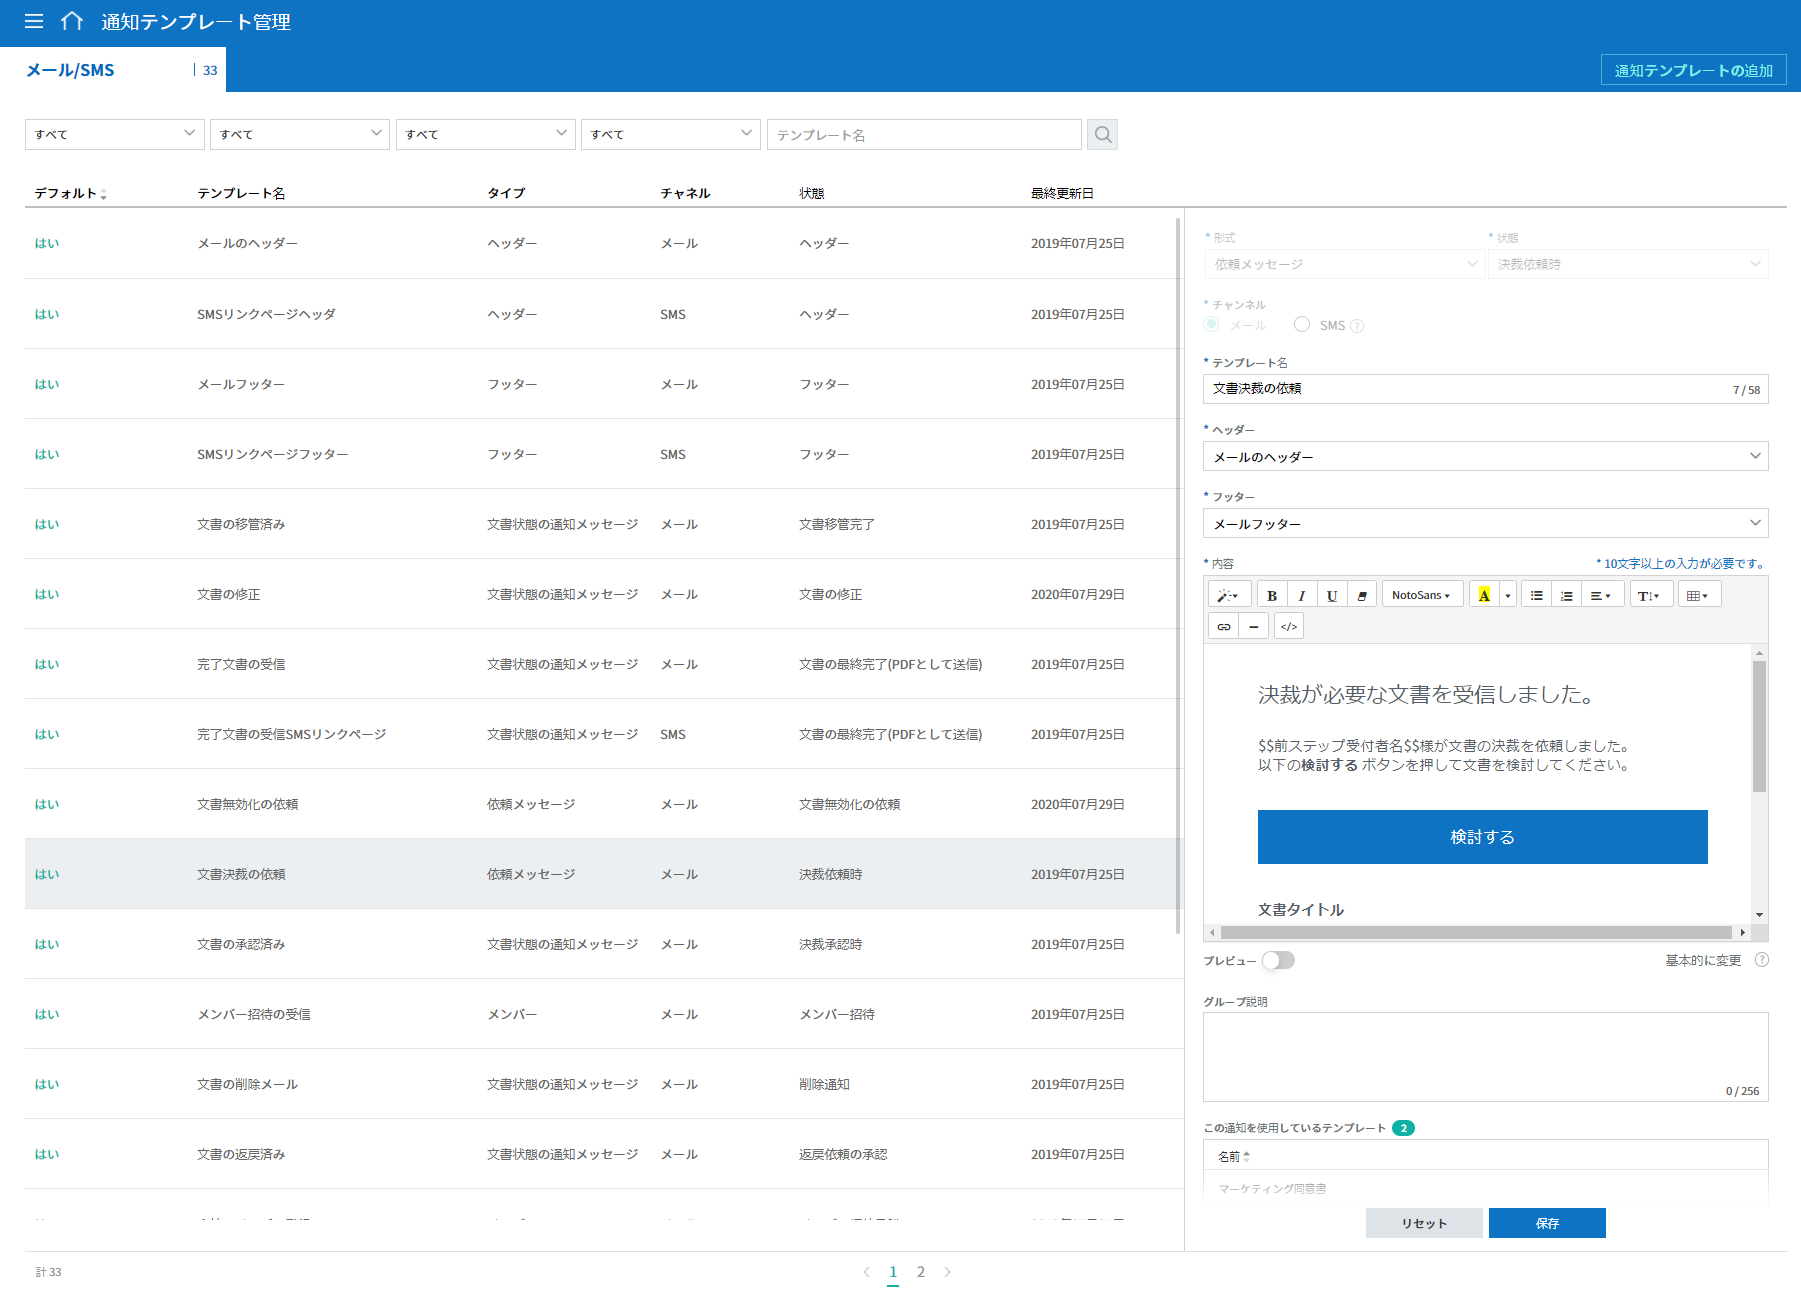 通知テンプレート管理
メール/SMS 33 通知テンプレートの追加
すべて すべて すべて すべて テンプレート名
デフォルト テンプレート名 タイプ チャネル 状態 最終更新日
はい メールのヘッダー ヘッダー メール ヘッダー 2019年07月25日
はい SMSリンクページヘッダ ヘッダー SMS ヘッダー 2019年07月25日
はい メールフッター フッター メール フッター 2019年07月25日
はい SMSリンクページフッター フッター SMS フッター 2019年07月25日
はい 文書の移管済み 文書状態の通知メッセージ メール 文書移管完了 2019年07月25日
はい 文書の修正 文書状態の通知メッセージ メール 文書の修正 2020年07月29日
はい 完了文書の受信 文書状態の通知メッセージ メール 文書の最終完了(PDFとして送信) 2019年07月25日
はい 完了文書の受信SMSリンクページ 文書状態の通知メッセージ SMS 文書の最終完了(PDFとして送信) 2019年07月25日
はい 文書無効化の依頼 依頼メッセージ メール 文書無効化の依頼 2020年07月29日
はい 文書決裁の依頼 依頼メッセージ メール 決裁依頼時 2019年07月25日
はい 文書の承認済み 文書状態の通知メッセージ メール 決裁承認時 2019年07月25日
はい メンバー招待の受信 メンバー メール メンバー招待 2019年07月25日
はい 文書の削除メール 文書状態の通知メッセージ メール 削除通知 2019年07月25日
はい 文書の返戻済み 文書状態の通知メッセージ メール 返戻依頼の承認 2019年07月25日
* 形式 * 状態
依頼メッセージ 決裁依頼時
* チャンネル
メール SMS ?
* テンプレート名
文書決裁の依頼 7 / 58
* ヘッダー
メールのヘッダー
* フッター
メールフッター
* 内容 * 10文字以上の入力が必要です。
B I U NotoSans A T
</>
決裁が必要な文書を受信しました。
$$前ステップ受付者名$$様が文書の決裁を依頼しました。
以下の検討する ボタンを押して文書を検討してください。
検討する
文書タイトル
プレビュー 基本的に変更 ?
グループ説明
0 / 256
この通知を使用しているテンプレート 2
名前
マーケティング同意書
リセット 保存
計 33 1 2